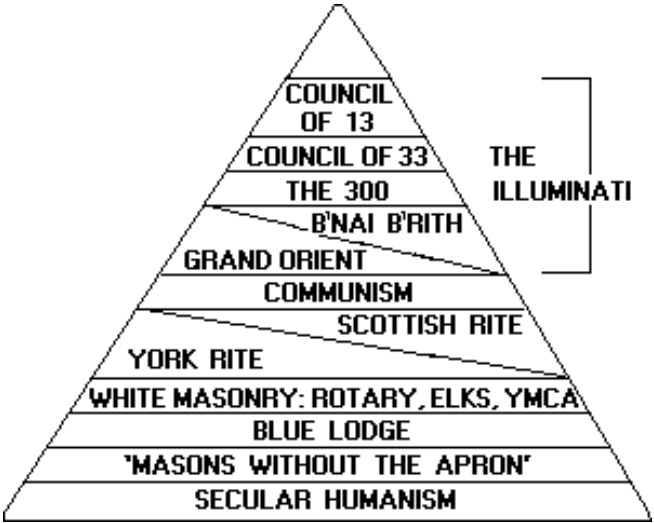 COUNCIL
OF 13
COUNCIL OF 33
THE 300
THE
ILLUMINATI
B'NAI B'RITH
GRAND ORIENT
COMMUNISM
SCOTTISH RITE
YORK RITE
WHITE MASONRY: ROTARY, ELKS, YMCA
BLUE LODGE
"MASONS WITHOUT THE APRON"
SECULAR HUMANISM